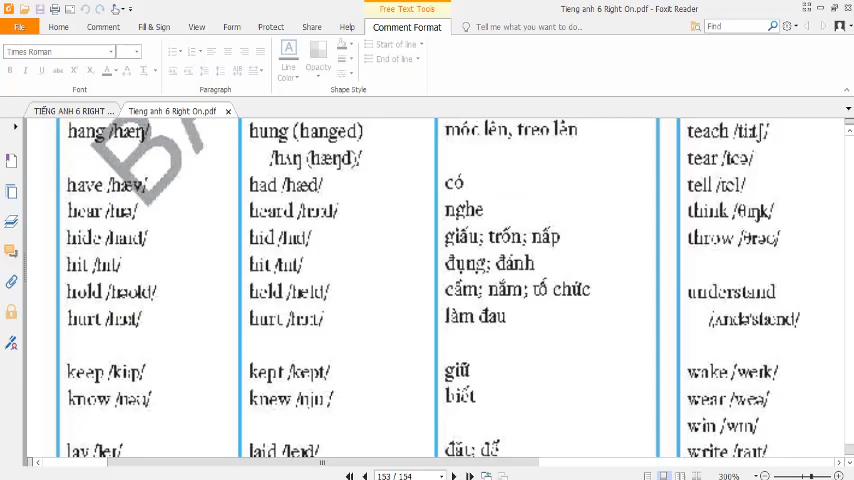 Free Text Tools
Tieng anh 6 Right On.pdf - Foxit Reader
File Home Comment Fill & Sign View Form Protect Share Help Comment Format Tell me what you want to do... Find
Times Roman
Start of line
End of line
Line Color
Opacity
Font Paragraph Shape Style
TIẾNG ANH 6 RIGHT ... Tieng anh 6 Right On.pdf
hang /hæŋ/ hung (hanged) móc lên, treo lên teach /tiːtʃ/
/hʌŋ (hæŋd)/ tear /teə/
have /hæv/ had /hæd/ có tell /tel/
hear /hɪə/ heard /hɜːd/ nghe think /θɪŋk/
hide /haɪd/ hid /hɪd/ giấu; trốn; nấp throw /θrəʊ/
hit /hɪt/ hit /hɪt/ đụng; đánh
hold /həʊld/ held /held/ cầm; nắm; tổ chức understand
hurt /hɜːt/ hurt /hɜːt/ làm đau /ˌʌndəˈstænd/
keep /kiːp/ kept /kept/ giữ wake /weɪk/
know /nəʊ/ knew /njuː/ biết wear /weə/
win /wɪn/
lay /leɪ/ laid /leɪd/ đặt; để write /raɪt/
153 / 154 300%